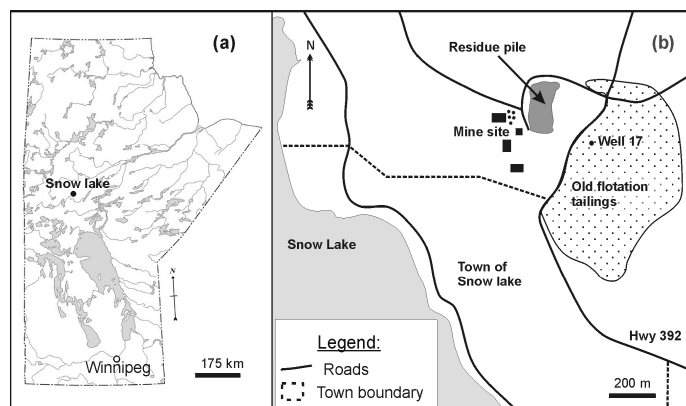 (a)
N
Snow lake
N
Winnipeg
175 km
(b)
Residue pile
Mine site
Well 17
Old flotation
tailings
Snow Lake
Town of
Snow lake
Hwy 392
Legend:
Roads
Town boundary
200 m